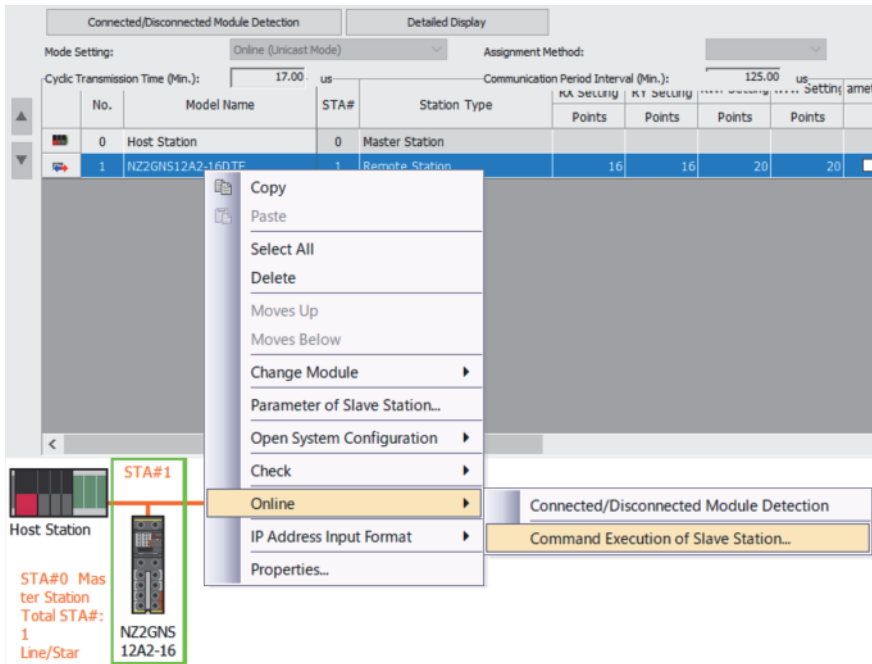 Connected/Disconnected Module Detection
Detailed Display
Mode Setting:
Online (Unicast Mode)
Assignment Method:
Cyclic Transmission Time (Min.):
17.00
us
Communication Period Interval (Min.):
125.00
us
No.
Model Name
STA#
Station Type
RX Setting
RY Setting
Setting
Points
Points
Points
Points
0
Host Station
0
Master Station
1
NZ2GNS12A2-16DTE
1
Remote Station
16
16
20
20
Copy
Paste
Select All
Delete
Moves Up
Moves Below
Change Module
Parameter of Slave Station...
Open System Configuration
Check
Online
IP Address Input Format
Properties...
Connected/Disconnected Module Detection
Command Execution of Slave Station...
STA#1
Host Station
STA#0 Mas
ter Station
Total STA#:
1
Line/Star
NZ2GNS
12A2-16